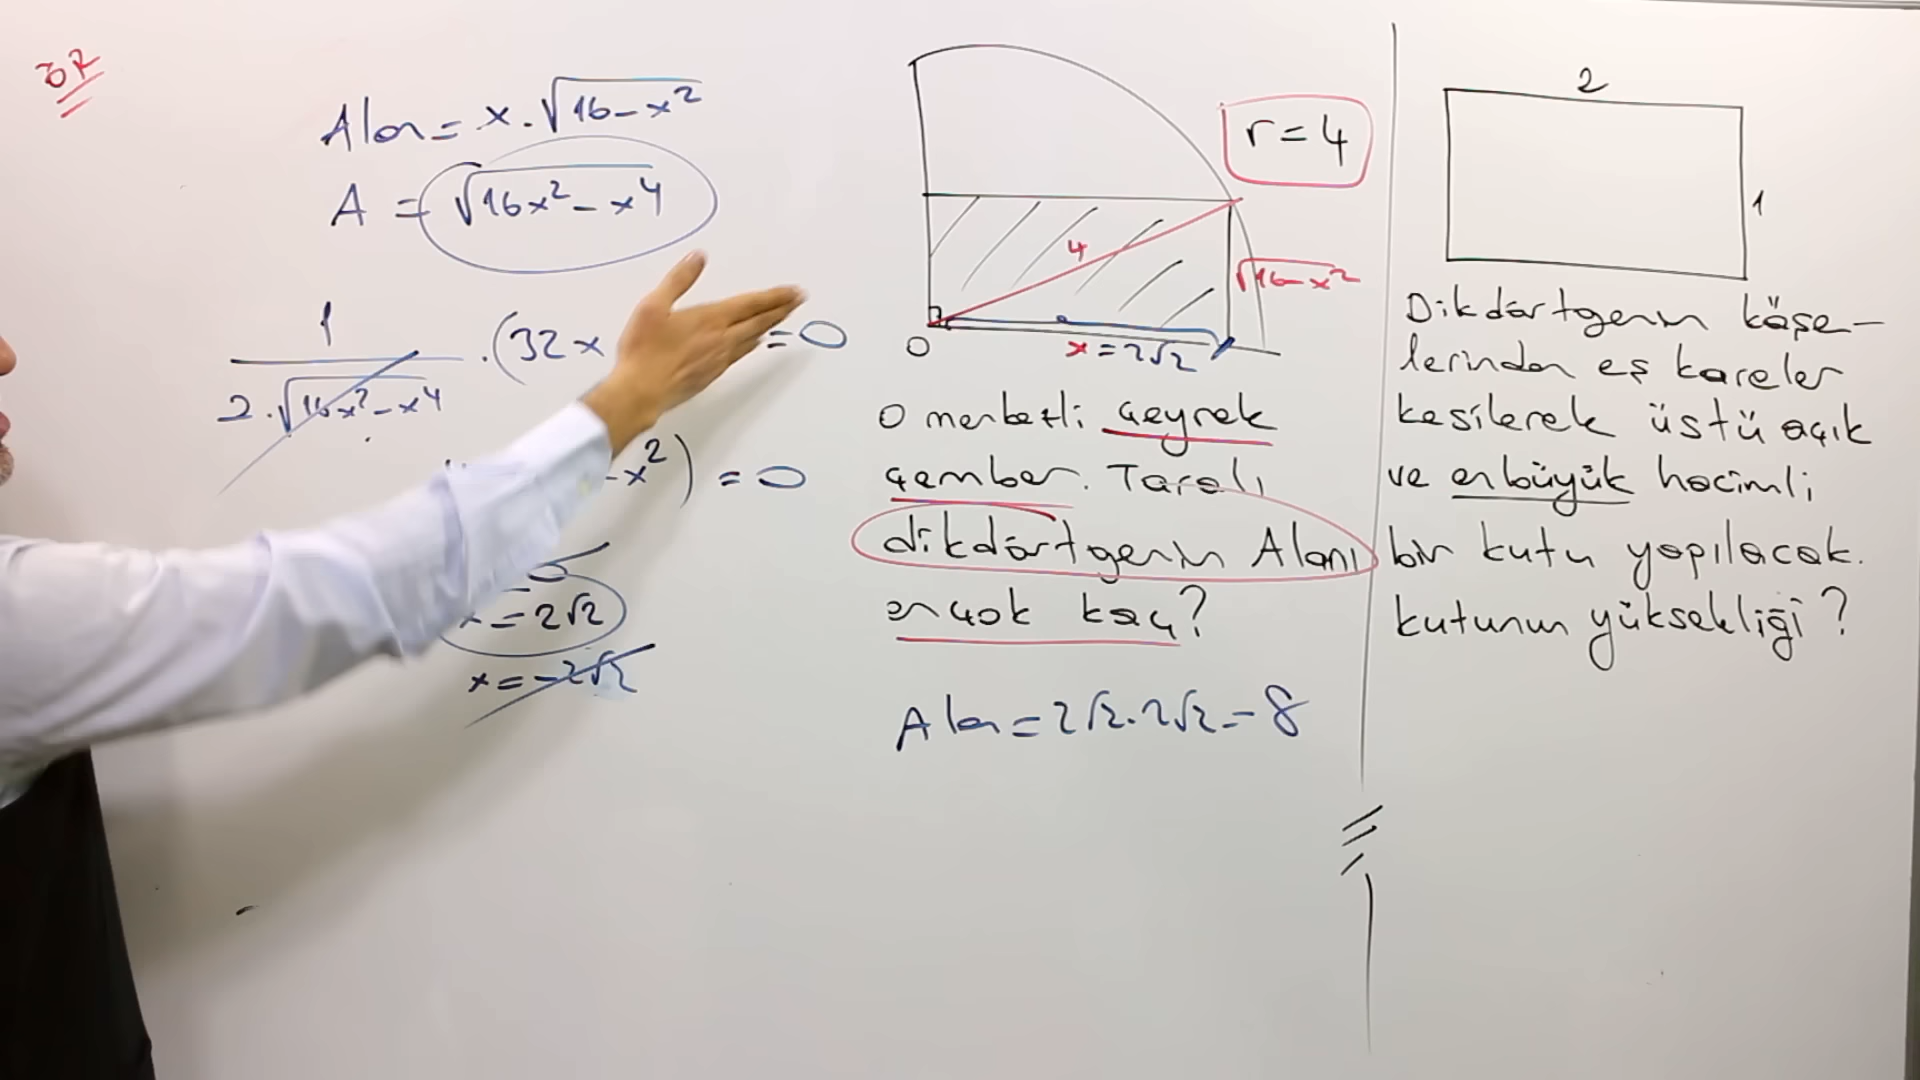 ÖR
Alan = x . √16-x²
A = √16x²-x⁴
1
2 . √16x²-x⁴
. (32x
= 0
-x²) = 0
x = 2√2
x = -2√2
r = 4
4
√16-x²
O
x = 2√2
O merkezli çeyrek
çember. Taralı
dikdörtgenin Alanı
en çok kaç?
Alan = 2√2.2√2 = 8
2
1
Dikdörtgenin köşe-
lerinden eş kareler
kesilerek üstü açık
ve en büyük hacimli
bir kutu yapılacak.
kutunun yüksekliği?